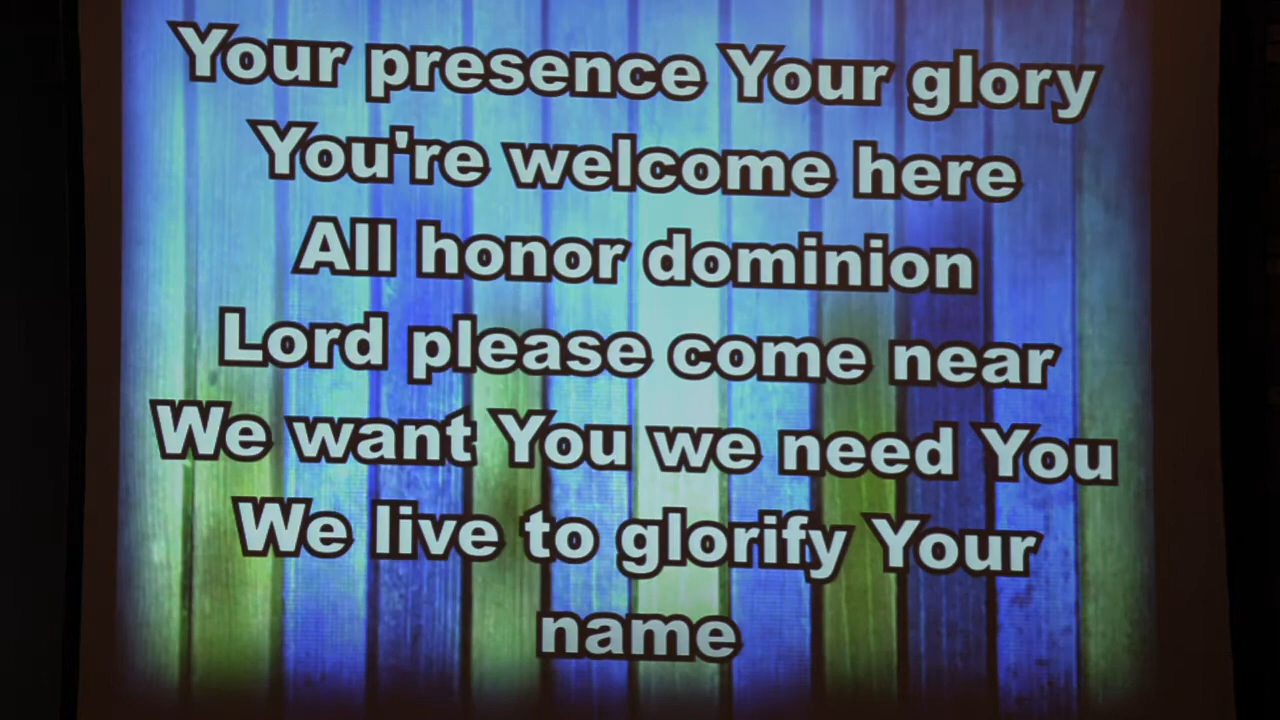 Your presence Your glory
You're welcome here
All honor dominion
Lord please come near
We want You we need You
We live to glorify Your
name